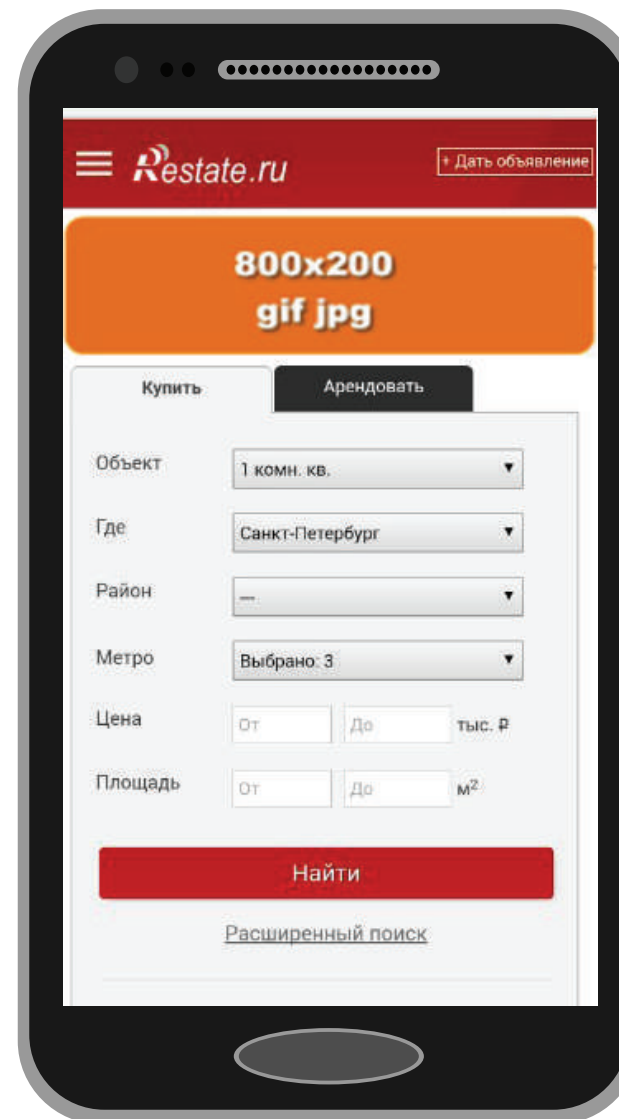 Restate.ru + Дать объявление
800x200
gif jpg
Купить Арендовать
Объект 1 комн. кв.
Где Санкт-Петербург
Район —
Метро Выбрано: 3
Цена От До тыс. ₽
Площадь От До м²
Найти
Расширенный поиск